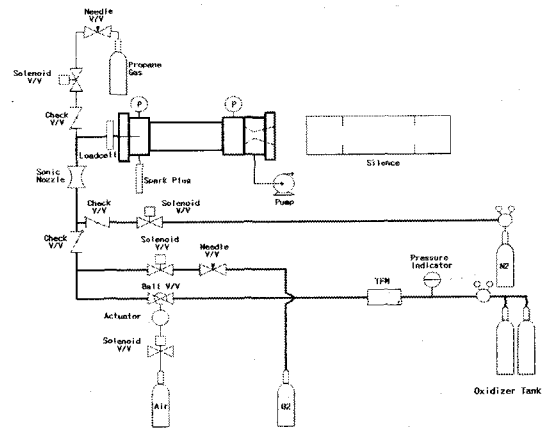 Needle
V/V
Propane
Gas
Solenoid
V/V
P
P
Check
V/V
Loadcell
Silence
Sonic
Nozzle
Spark Plug
Pump
Check
V/V
Solenoid
V/V
Check
V/V
Solenoid
V/V
Needle
V/V
N2
Pressure
Indicator
Ball V/V
TFM
Actuator
Solenoid
V/V
Oxidizer Tank
Air
O2